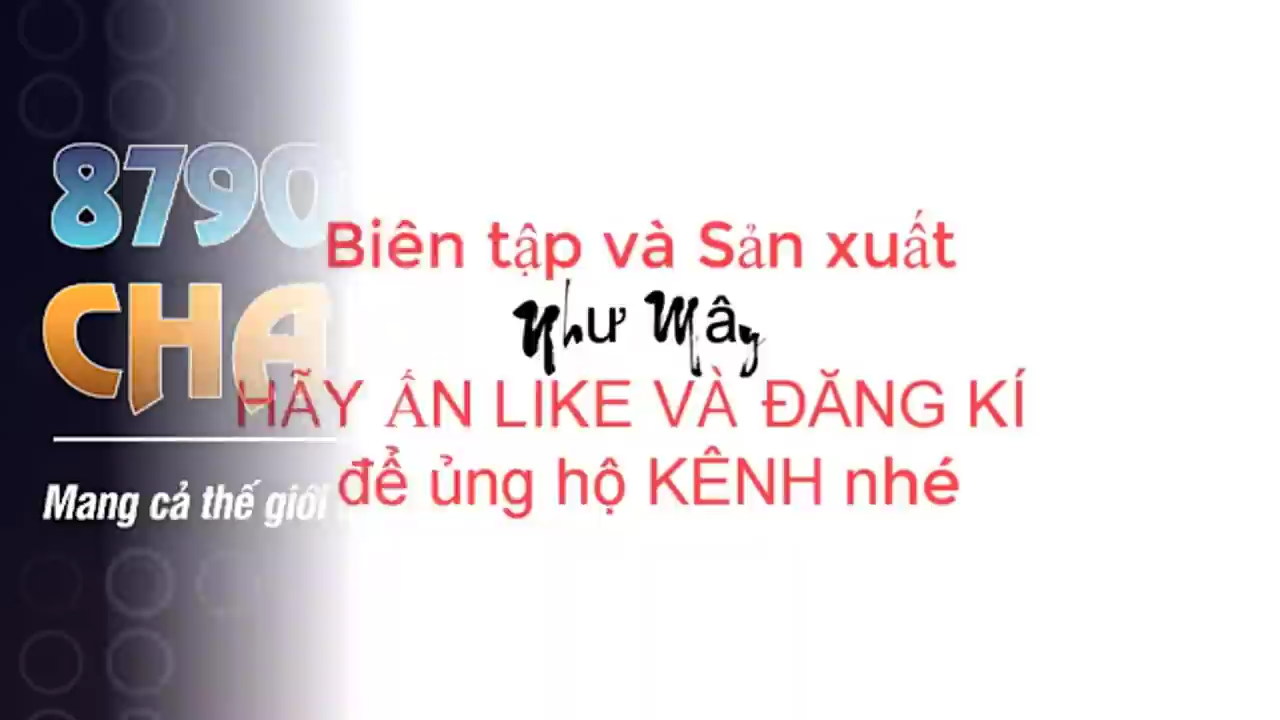 8790
CHA
Mang cả thế giới
Biên tập và Sản xuất
Như Mây
HÃY ẤN LIKE VÀ ĐĂNG KÍ
để ủng hộ KÊNH nhé